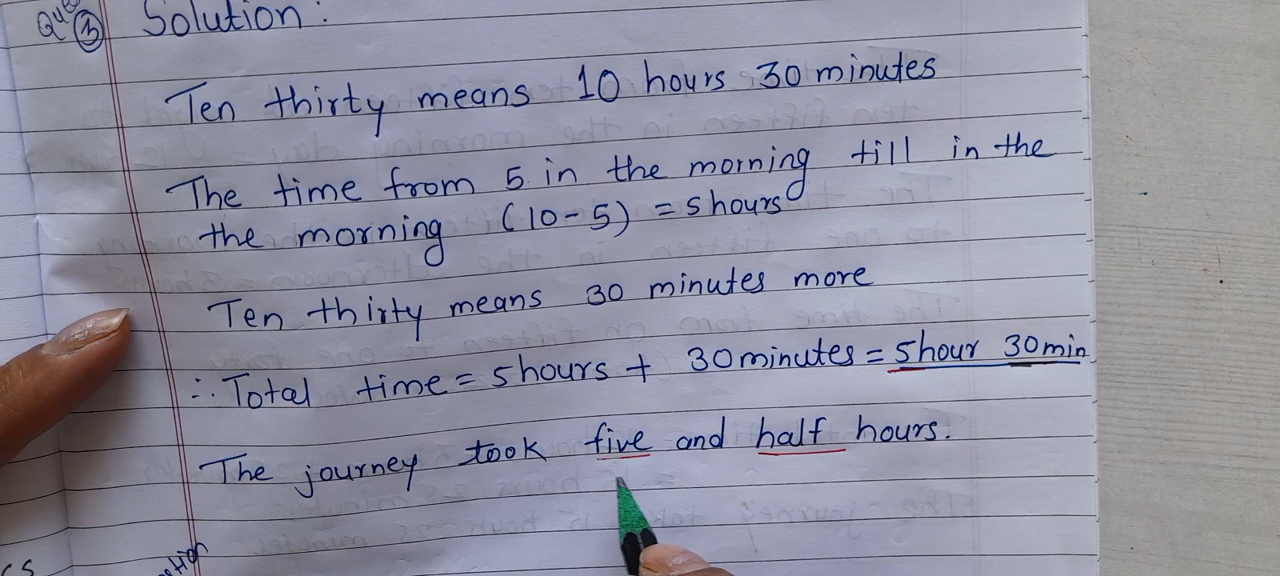 Que ③ Solution :
Ten thirty means 10 hours 30 minutes
The time from 5 in the morning till in the
the morning (10-5) = 5 hours
Ten thirty means 30 minutes more
∴ Total time = 5 hours + 30 minutes = 5 hour 30 min
The journey took five and half hours.